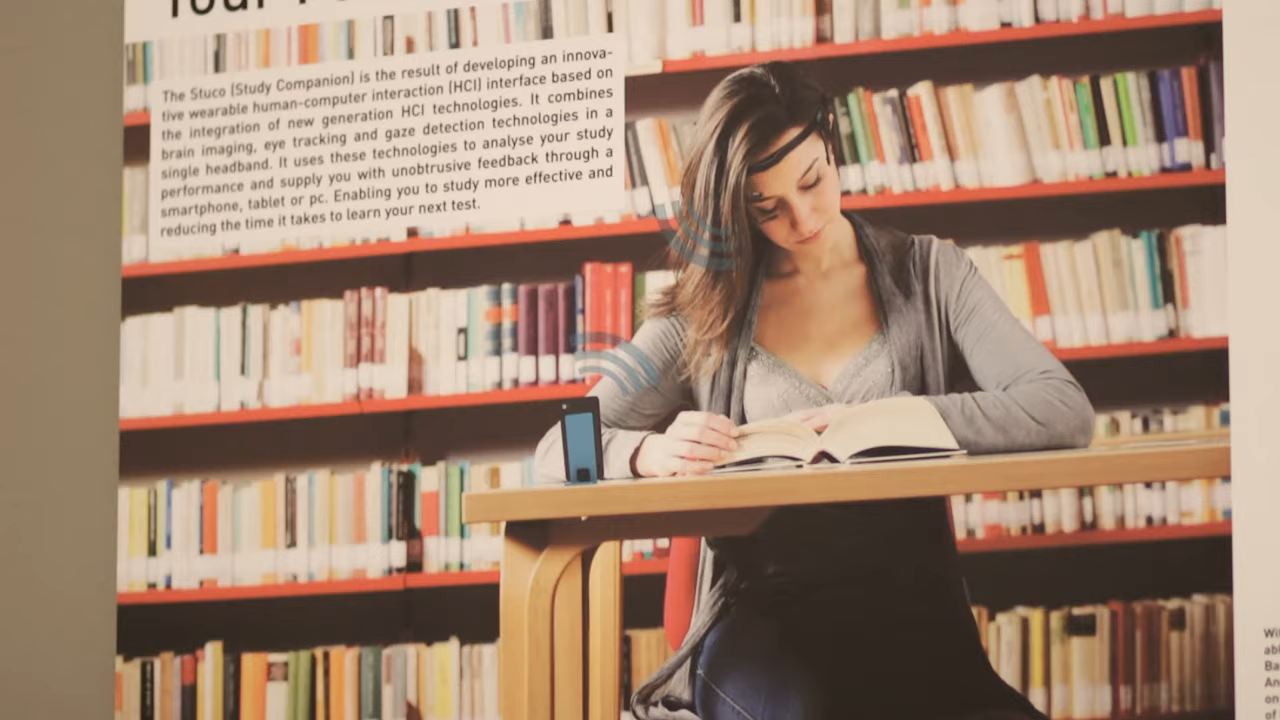 Your
The Stuco (Study Companion) is the result of developing an innova-
tive wearable human-computer interaction (HCI) interface based on
the integration of new generation HCI technologies. It combines
brain imaging, eye tracking and gaze detection technologies in a
single headband. It uses these technologies to analyse your study
performance and supply you with unobtrusive feedback through a
smartphone, tablet or pc. Enabling you to study more effective and
reducing the time it takes to learn your next test.